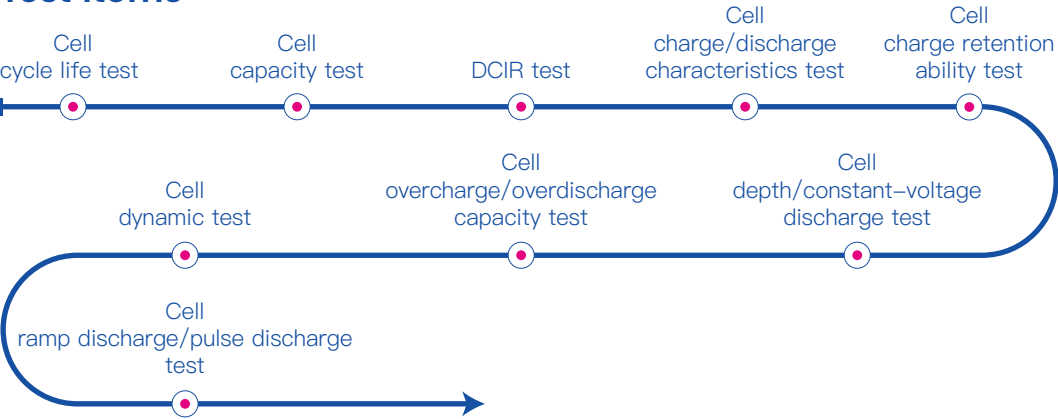 Test Items
Cell
cycle life test
Cell
capacity test
DCIR test
Cell
charge/discharge
characteristics test
Cell
charge retention
ability test
Cell
depth/constant-voltage
discharge test
Cell
overcharge/overdischarge
capacity test
Cell
dynamic test
Cell
ramp discharge/pulse discharge
test